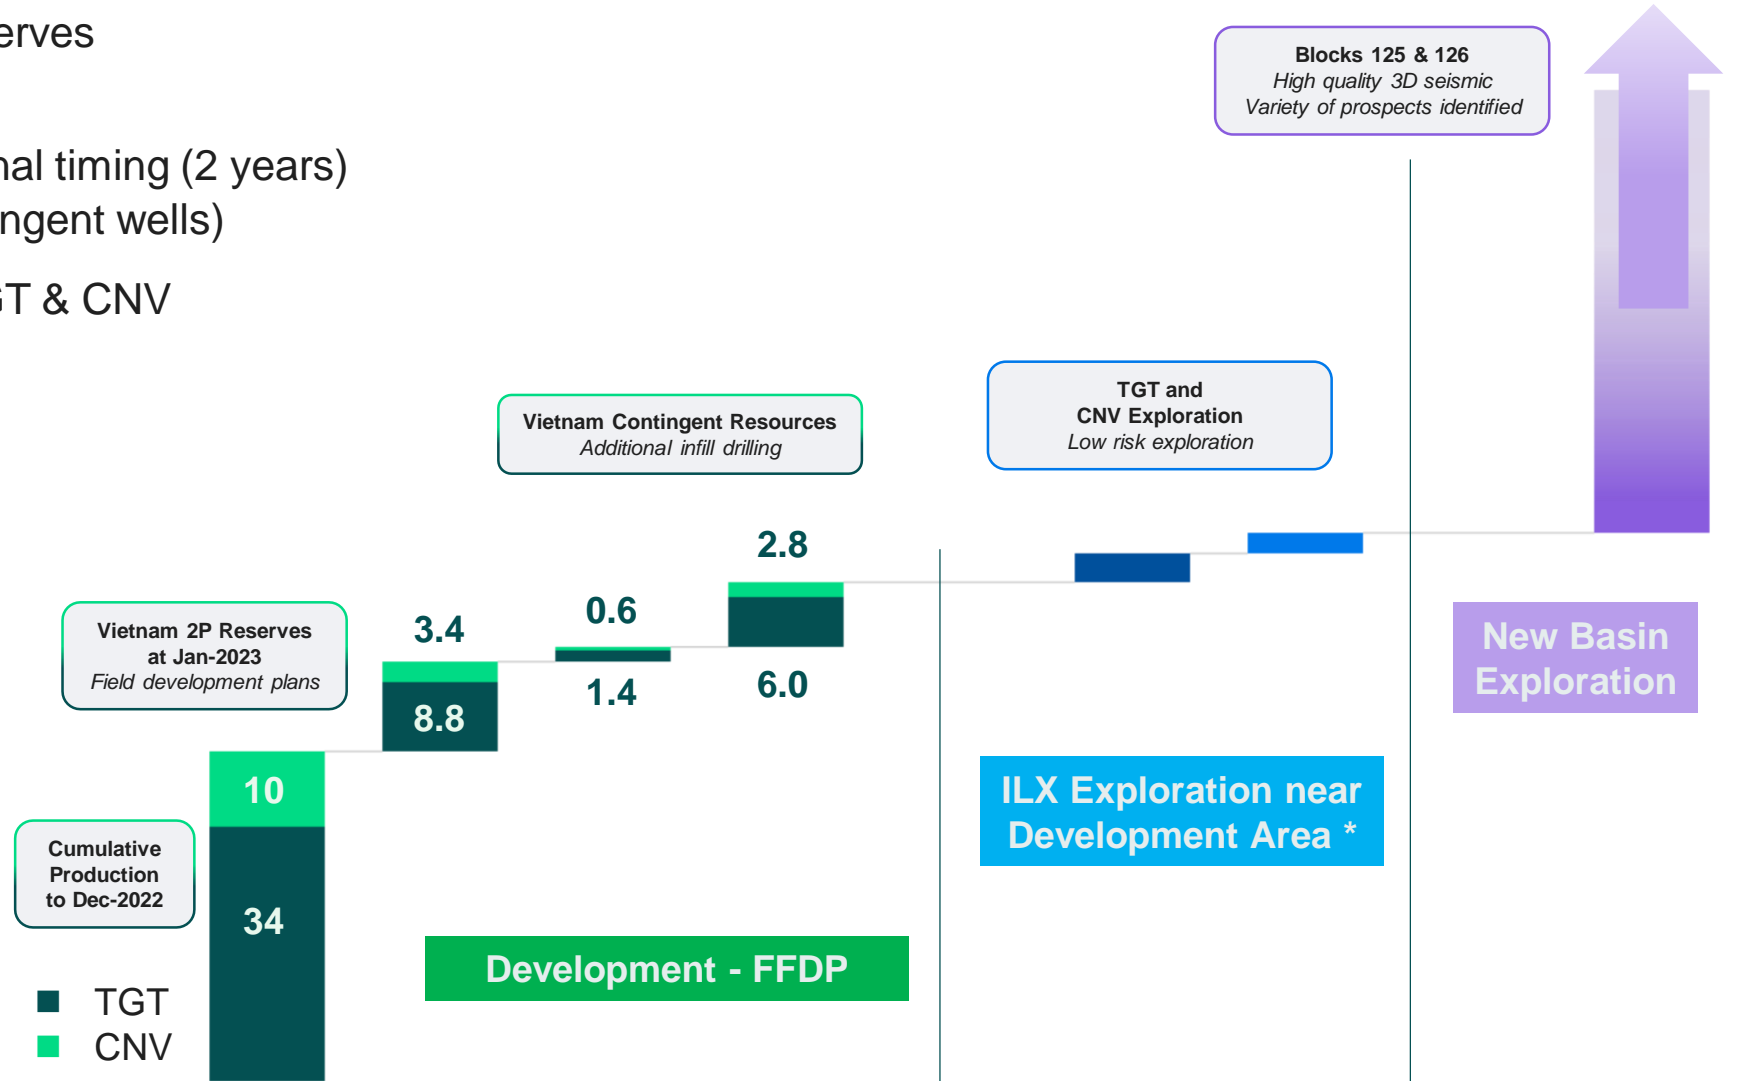 erves
nal timing (2 years)
ngent wells)
GT & CNV
Blocks 125 & 126
High quality 3D seismic
Variety of prospects identified
TGT and
CNV Exploration
Low risk exploration
Vietnam Contingent Resources
Additional infill drilling
2.8
6.0
0.6
1.4
3.4
8.8
Vietnam 2P Reserves
at Jan-2023
Field development plans
10
34
Cumulative
Production
to Dec-2022
TGT
CNV
Development - FFDP
ILX Exploration near
Development Area *
New Basin
Exploration